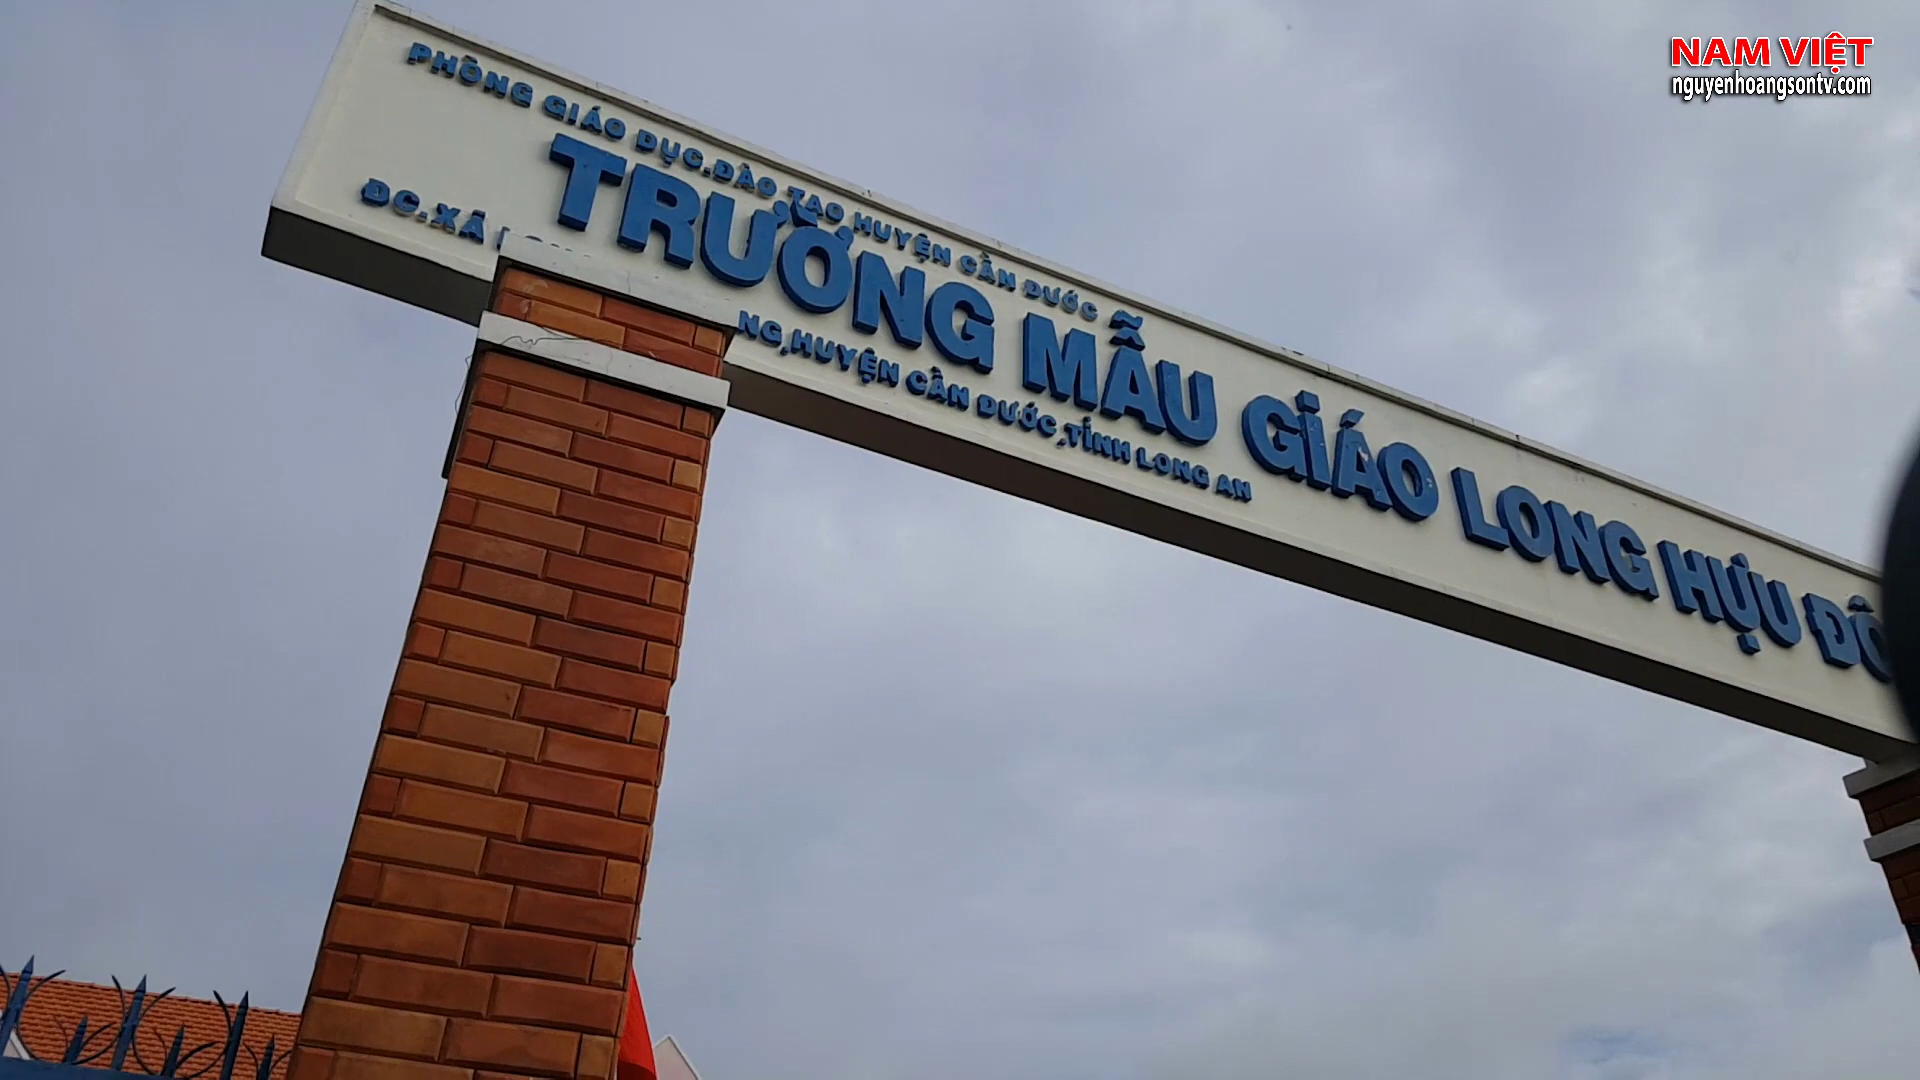 NAM VIỆT
nguyenhoangsontv.com
PHÒNG GIÁO DỤC.ĐÀO TẠO HUYỆN CẦN ĐƯỚC
TRƯỜNG MẪU GIÁO LONG HỰU ĐÔ
ĐC.XÃ NG,HUYỆN CẦN ĐƯỚC,TỈNH LONG AN